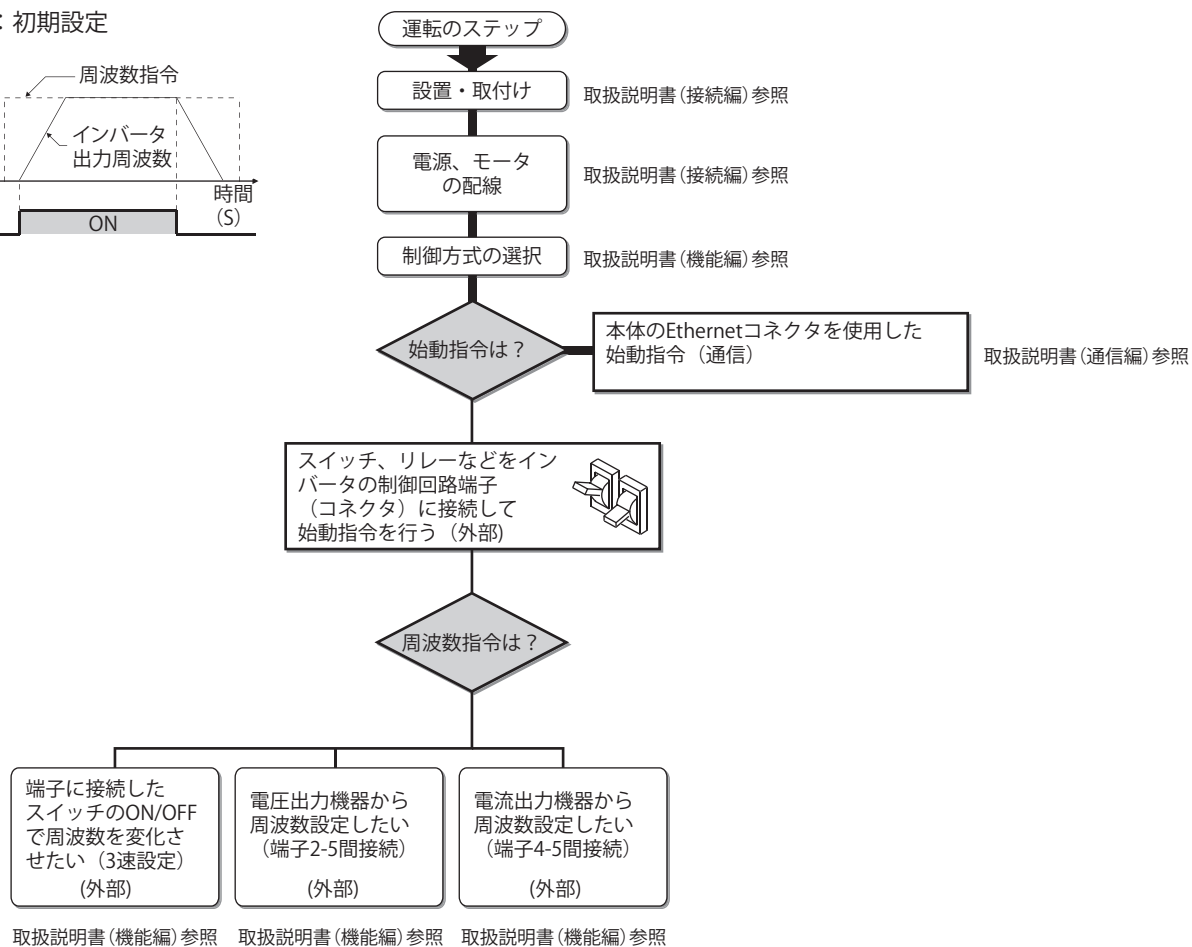 ：初期設定
周波数指令
インバータ
出力周波数
時間
(S)
ON
運転のステップ
設置・取付け
取扱説明書(接続編)参照
電源、モータ
の配線
取扱説明書(接続編)参照
制御方式の選択
取扱説明書(機能編)参照
始動指令は？
本体のEthernetコネクタを使用した
始動指令（通信）
取扱説明書(通信編)参照
スイッチ、リレーなどをイン
バータの制御回路端子
（コネクタ）に接続して
始動指令を行う（外部)
周波数指令は？
端子に接続した
スイッチのON/OFF
で周波数を変化さ
せたい（3速設定）
(外部)
取扱説明書(機能編)参照
電圧出力機器から
周波数設定したい
（端子2-5間接続）
(外部)
取扱説明書(機能編)参照
電流出力機器から
周波数設定したい
（端子4-5間接続）
(外部)
取扱説明書(機能編)参照